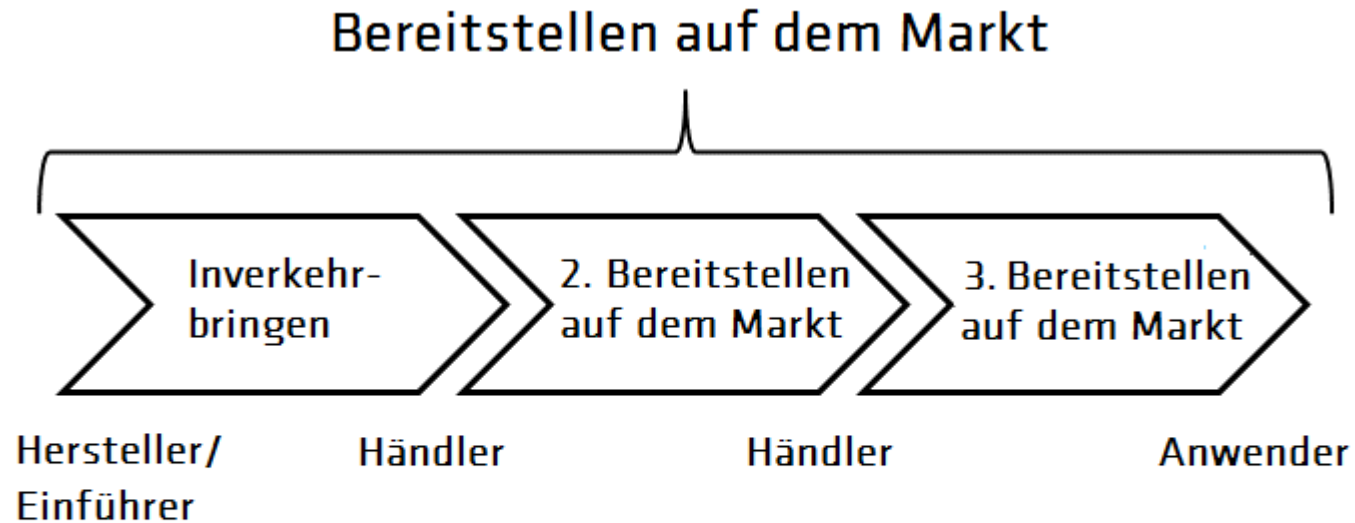 Bereitstellen auf dem Markt
Inverkehr-
bringen
2. Bereitstellen
auf dem Markt
3. Bereitstellen
auf dem Markt
Hersteller/
Einführer
Händler
Händler
Anwender